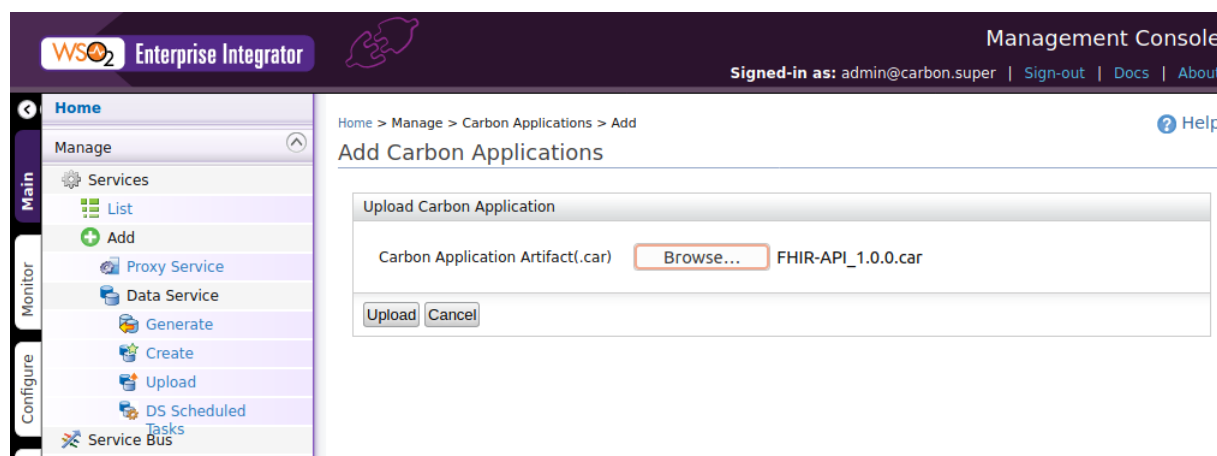 WSO2 Enterprise Integrator
Management Console
Signed-in as: admin@carbon.super | Sign-out | Docs | About
Home
Manage
Main
Services
List
Add
Proxy Service
Monitor
Data Service
Generate
Create
Configure
Upload
DS Scheduled
Tasks
Service Bus
Home > Manage > Carbon Applications > Add
Help
Add Carbon Applications
Upload Carbon Application
Carbon Application Artifact(.car) Browse... FHIR-API_1.0.0.car
Upload Cancel